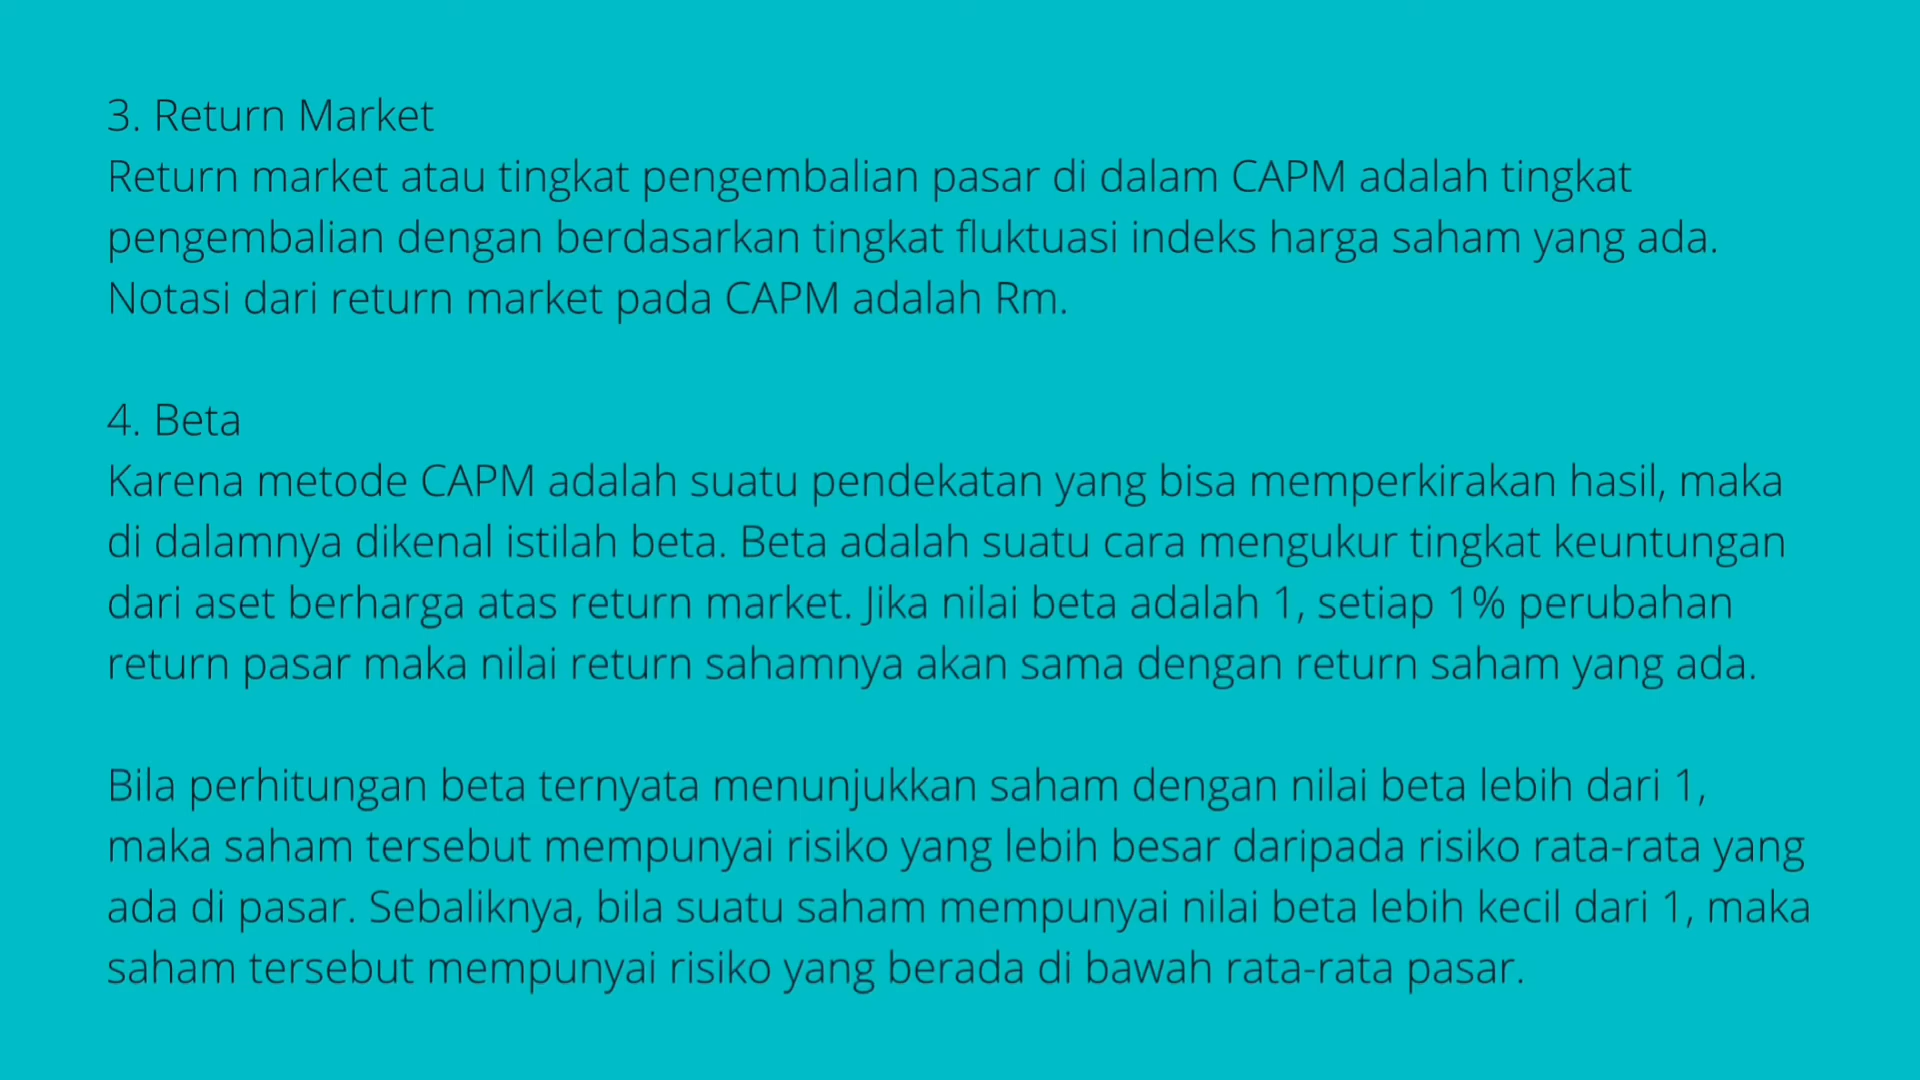 3. Return Market
Return market atau tingkat pengembalian pasar di dalam CAPM adalah tingkat
pengembalian dengan berdasarkan tingkat fluktuasi indeks harga saham yang ada.
Notasi dari return market pada CAPM adalah Rm.
4. Beta
Karena metode CAPM adalah suatu pendekatan yang bisa memperkirakan hasil, maka
di dalamnya dikenal istilah beta. Beta adalah suatu cara mengukur tingkat keuntungan
dari aset berharga atas return market. Jika nilai beta adalah 1, setiap 1% perubahan
return pasar maka nilai return sahamnya akan sama dengan return saham yang ada.
Bila perhitungan beta ternyata menunjukkan saham dengan nilai beta lebih dari 1,
maka saham tersebut mempunyai risiko yang lebih besar daripada risiko rata-rata yang
ada di pasar. Sebaliknya, bila suatu saham mempunyai nilai beta lebih kecil dari 1, maka
saham tersebut mempunyai risiko yang berada di bawah rata-rata pasar.